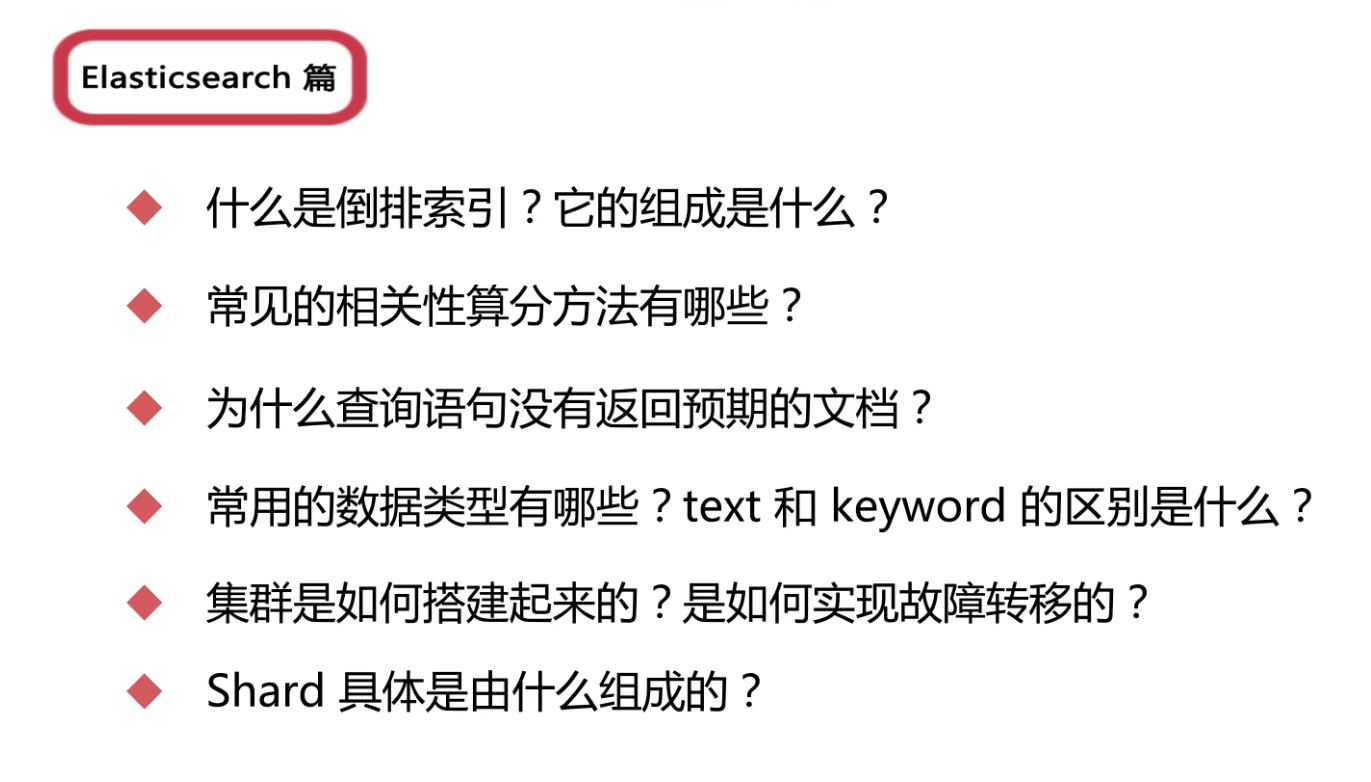 Elasticsearch 篇
什么是倒排索引？它的组成是什么？
常见的相关性算分方法有哪些？
为什么查询语句没有返回预期的文档？
常用的数据类型有哪些？text 和 keyword 的区别是什么？
集群是如何搭建起来的？是如何实现故障转移的？
Shard 具体是由什么组成的？